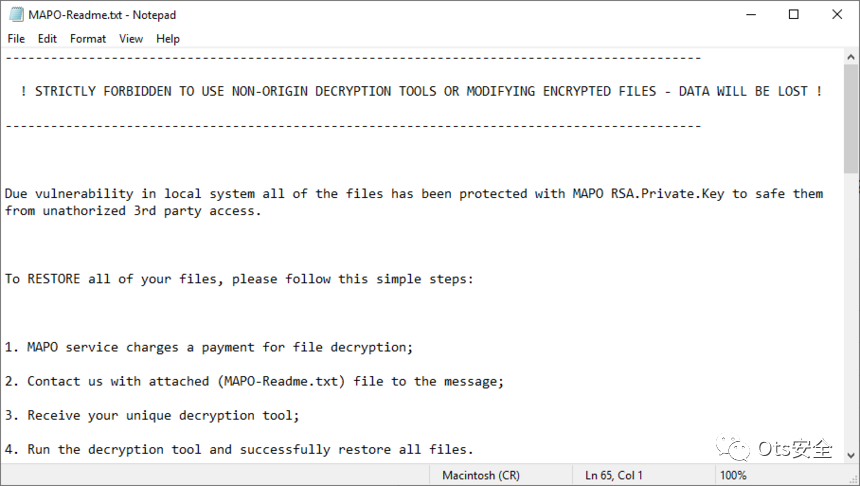 MAPO-Readme.txt - Notepad
File Edit Format View Help
---------------------------------------------------------------------------------------------
! STRICTLY FORBIDDEN TO USE NON-ORIGIN DECRYPTION TOOLS OR MODIFYING ENCRYPTED FILES - DATA WILL BE LOST !
---------------------------------------------------------------------------------------------
Due vulnerability in local system all of the files has been protected with MAPO RSA.Private.Key to safe them
from unathorized 3rd party access.
To RESTORE all of your files, please follow this simple steps:
1. MAPO service charges a payment for file decryption;
2. Contact us with attached (MAPO-Readme.txt) file to the message;
3. Receive your unique decryption tool;
4. Run the decryption tool and successfully restore all files.
Ots安全
Macintosh (CR) Ln 65, Col 1 100%